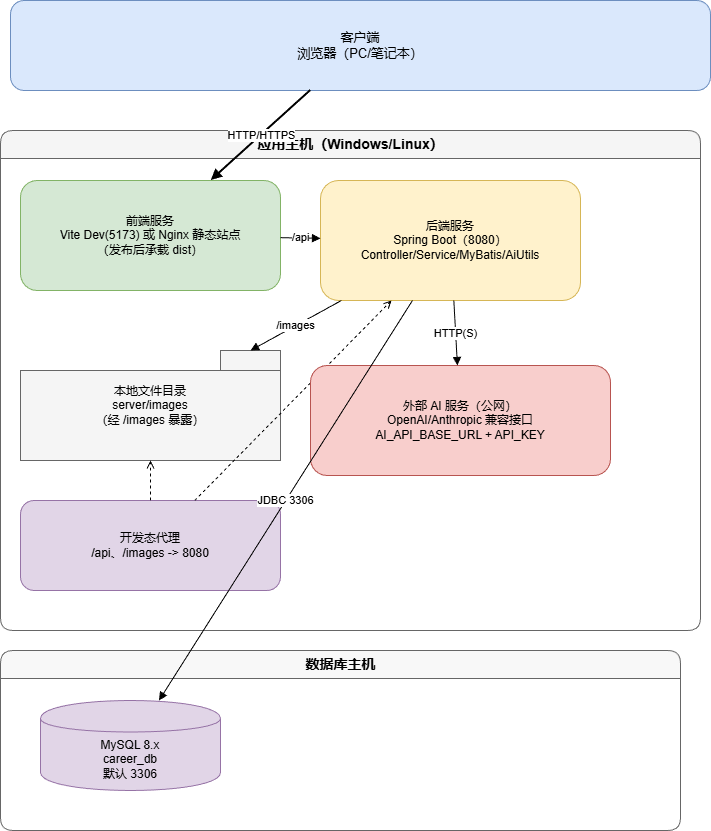 客户端
浏览器（PC/笔记本）
HTTP/HTTPS
应用主机（Windows/Linux）
前端服务
Vite Dev(5173) 或 Nginx 静态站点
（发布后承载 dist）
/api
后端服务
Spring Boot（8080）
Controller/Service/MyBatis/AiUtils
/images
HTTP(S)
本地文件目录
server/images
（经 /images 暴露）
外部 AI 服务（公网）
OpenAI/Anthropic 兼容接口
AI_API_BASE_URL + API_KEY
JDBC 3306
开发态代理
/api、/images -> 8080
数据库主机
MySQL 8.x
career_db
默认 3306